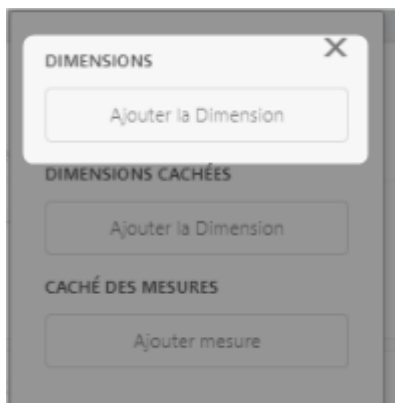 DIMENSIONS
Ajouter la Dimension
DIMENSIONS CACHÉES
Ajouter la Dimension
CACHÉ DES MESURES
Ajouter mesure